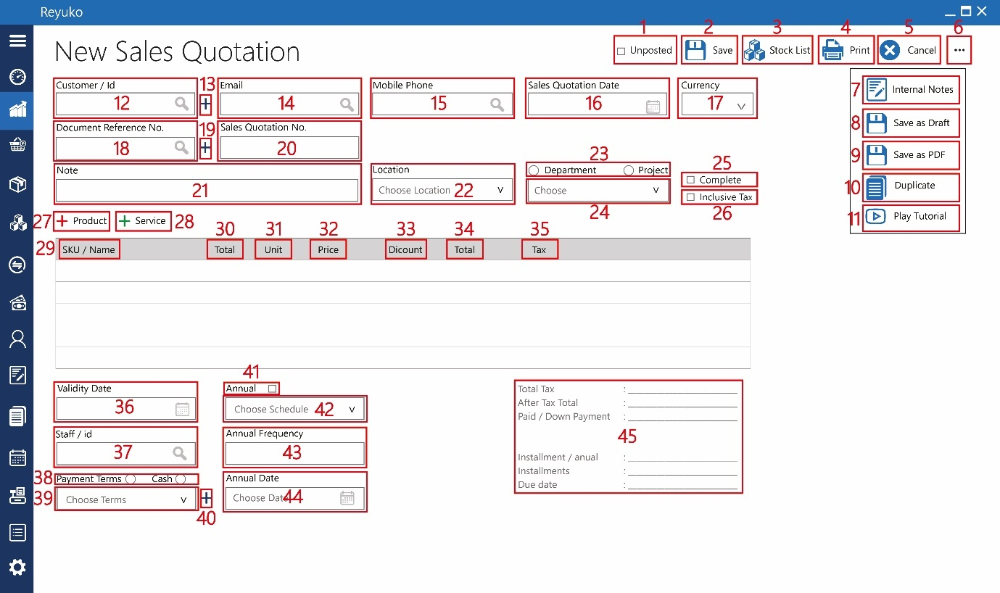 Reyuko
New Sales Quotation
1 2 3 4 5 6
Unposted Save Stock List Print Cancel ...
7 Internal Notes
8 Save as Draft
9 Save as PDF
10 Duplicate
11 Play Tutorial
Customer / Id 13 Email Mobile Phone Sales Quotation Date Currency
12 + 14 15 16 17 v
Document Reference No. 19 Sales Quotation No.
18 + 20
23
Note Location Department Project 25
Complete
21 Choose Location 22 v Choose v Inclusive Tax
24 26
27 + Product + Service 28
30 31 32 33 34 35
29 SKU / Name Total Unit Price Dicount Total Tax
41
Validity Date Annual
36 Choose Schedule 42 v
Staff / id Annual Frequency
37 43
38 Payment Terms Cash Annual Date
39 Choose Terms v + Choose Dat 44
40
Total Tax : _______________
After Tax Total : _______________
Paid / Down Payment : _______________
45
Installment / anual : _______________
Installments : _______________
Due date : _______________